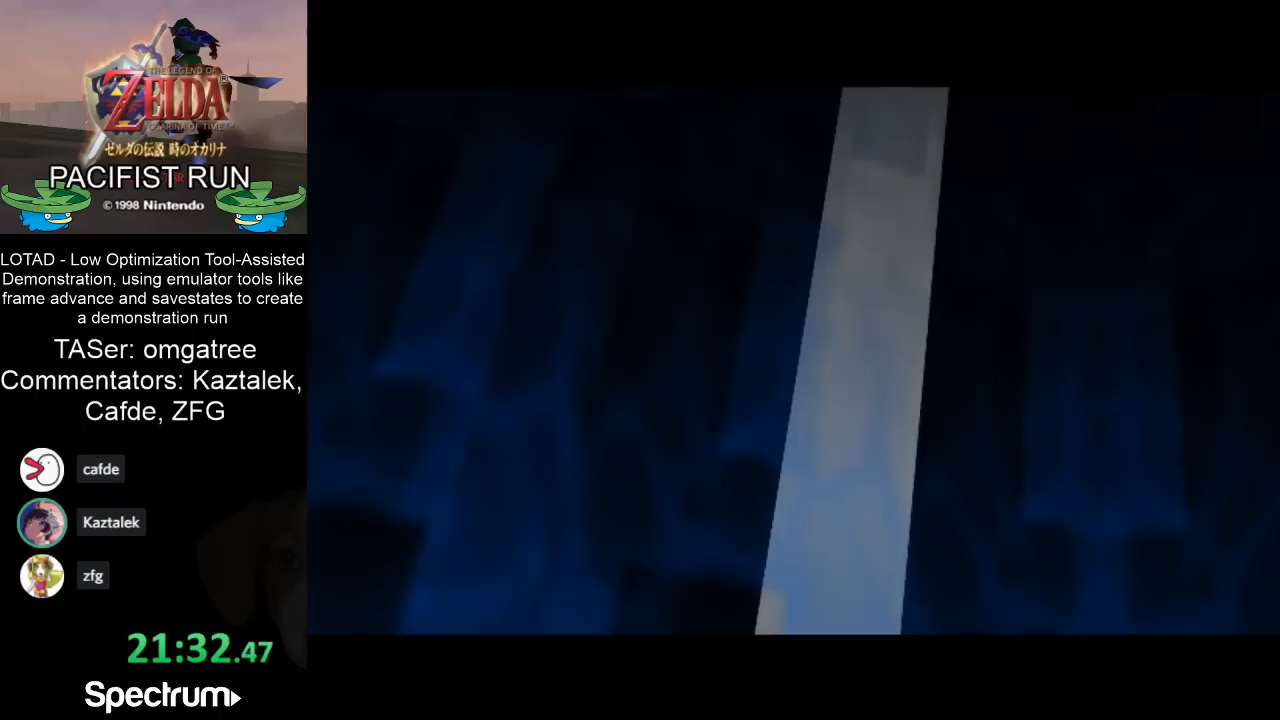 THE LEGEND OF
ZELDA
OCARINA OF TIME
ゼルダの伝説 時のオカリナ
PACIFIST RUN
© 1998 Nintendo
LOTAD - Low Optimization Tool-Assisted
Demonstration, using emulator tools like
frame advance and savestates to create
a demonstration run
TASer: omgatree
Commentators: Kaztalek,
Cafde, ZFG
cafde
Kaztalek
zfg
21:32.47
Spectrum